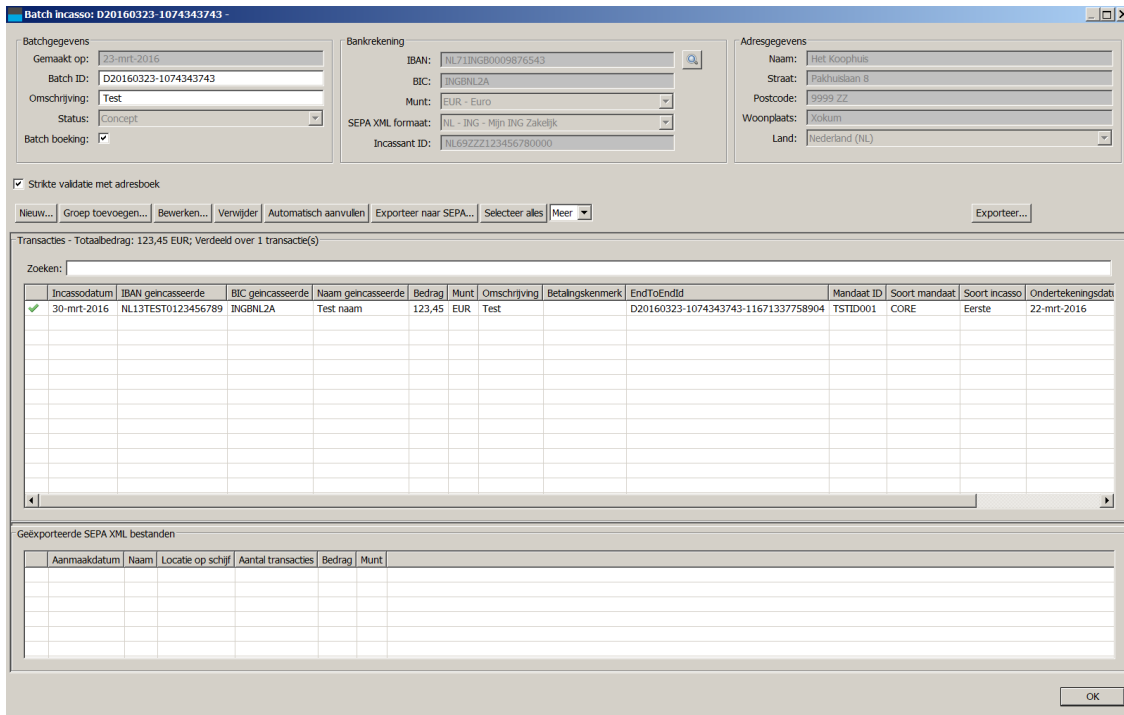 Batch incasso: D20160323-1074343743 -
Batchgegevens
Gemaakt op: 23-mrt-2016
Batch ID: D20160323-1074343743
Omschrijving: Test
Status: Concept
Batch boeking:
Bankrekening
IBAN: NL71INGB0009876543
BIC: INGBNL2A
Munt: EUR - Euro
SEPA XML formaat: NL - ING - Mijn ING Zakelijk
Incassant ID: NL69ZZZ123456780000
Adresgegevens
Naam: Het Koophuis
Straat: Pakhuslaan 8
Postcode: 9999 ZZ
Woonplaats: Xokum
Land: Nederland (NL)
Strikte validatie met adresboek
Nieuw... Groep toevoegen... Bewerken... Verwijder Automatisch aanvullen Exporteer naar SEPA... Selecteer alles Meer Exporteer...
Transacties - Totaalbedrag: 123,45 EUR; Verdeeld over 1 transactie(s)
Zoeken:
Incassodatum IBAN geincasseerde BIC geincasseerde Naam geincasseerde Bedrag Munt Omschrijving Betalingskenmerk EndToEndId Mandaat ID Soort mandaat Soort incasso Ondertekeningsdatu
30-mrt-2016 NL13TEST0123456789 INGBNL2A Test naam 123,45 EUR Test D20160323-1074343743-11671337758904 TSTID001 CORE Eerste 22-mrt-2016
Geëxporteerde SEPA XML bestanden
Aanmaakdatum Naam Locatie op schijf Aantal transacties Bedrag Munt
OK